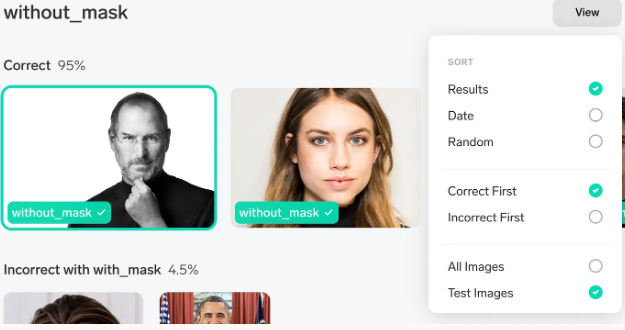 without_mask
View
Correct 95%
without_mask
without_mask
Incorrect with with_mask 4.5%
SORT
Results
Date
Random
Correct First
Incorrect First
All Images
Test Images